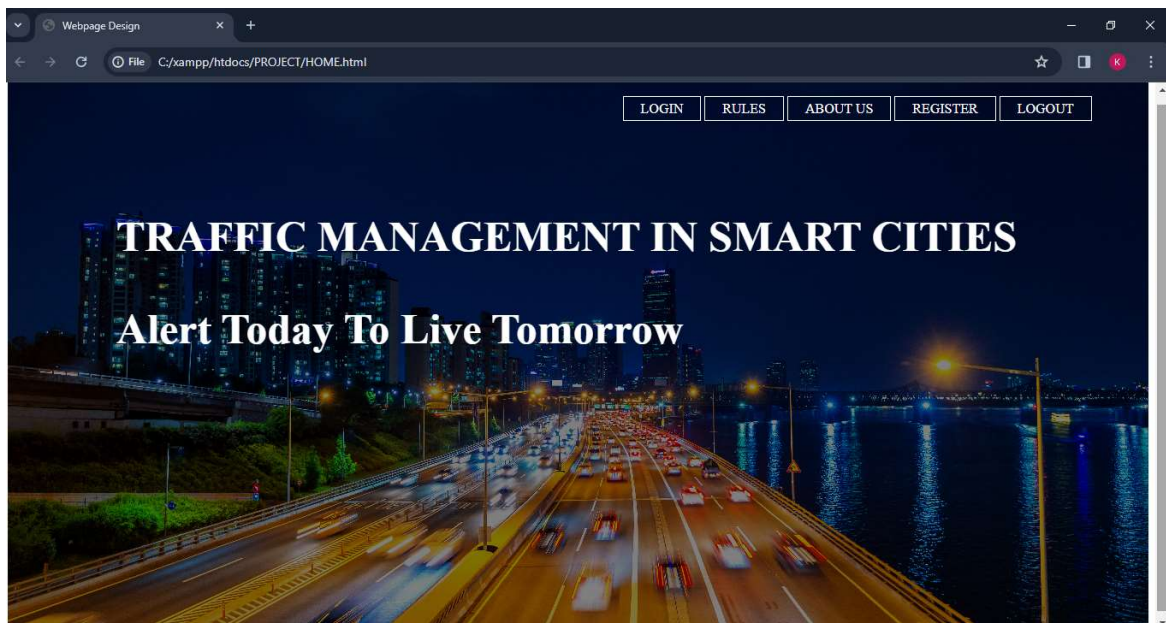 Webpage Design
File C:/xampp/htdocs/PROJECT/HOME.html
K
LOGIN RULES ABOUT US REGISTER LOGOUT
TRAFFIC MANAGEMENT IN SMART CITIES
Alert Today To Live Tomorrow